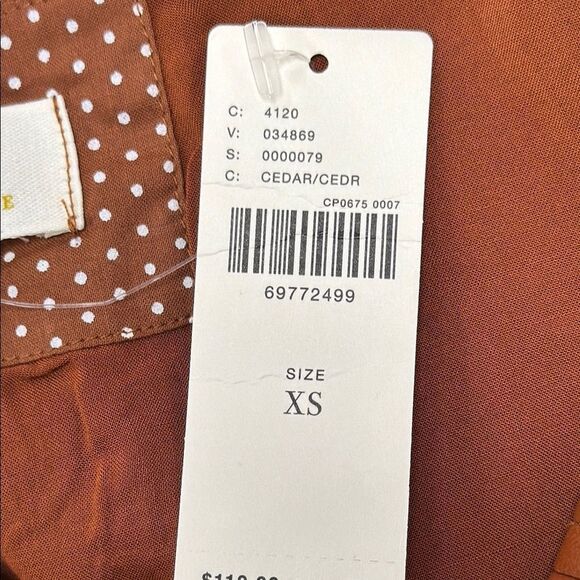 C: 4120
V: 034869
S: 0000079
C: CEDAR/CEDR
CP0675 0007
69772499
SIZE
XS
E